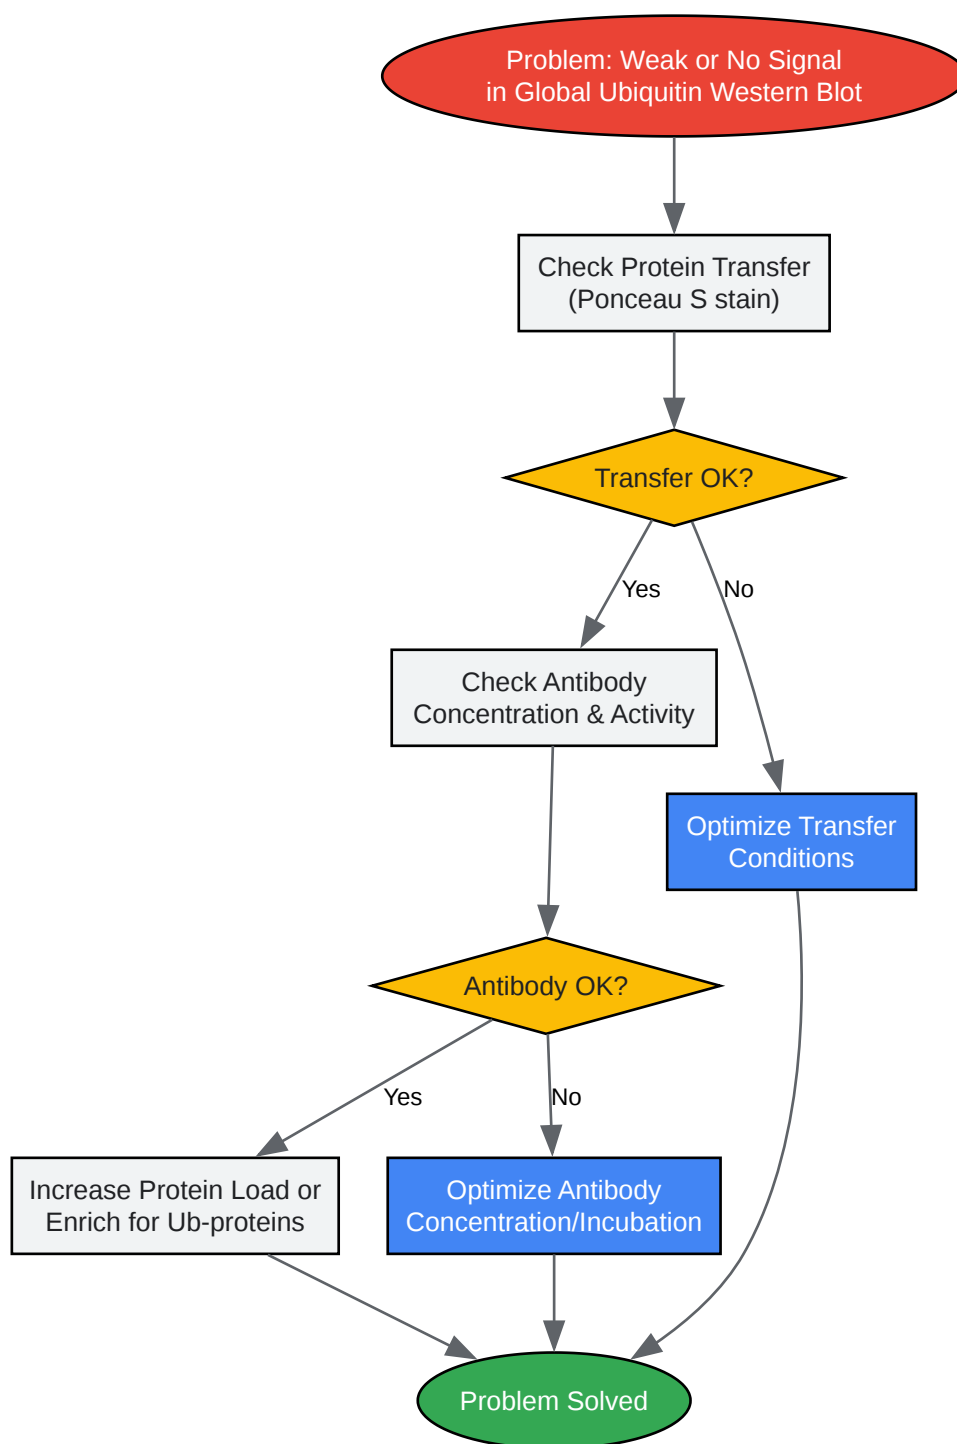 Problem: Weak or No Signal
in Global Ubiquitin Western Blot
Check Protein Transfer
(Ponceau S stain)
Transfer OK?
Yes
No
Check Antibody
Concentration & Activity
Optimize Transfer
Conditions
Antibody OK?
Yes
No
Increase Protein Load or
Enrich for Ub-proteins
Optimize Antibody
Concentration/Incubation
Problem Solved